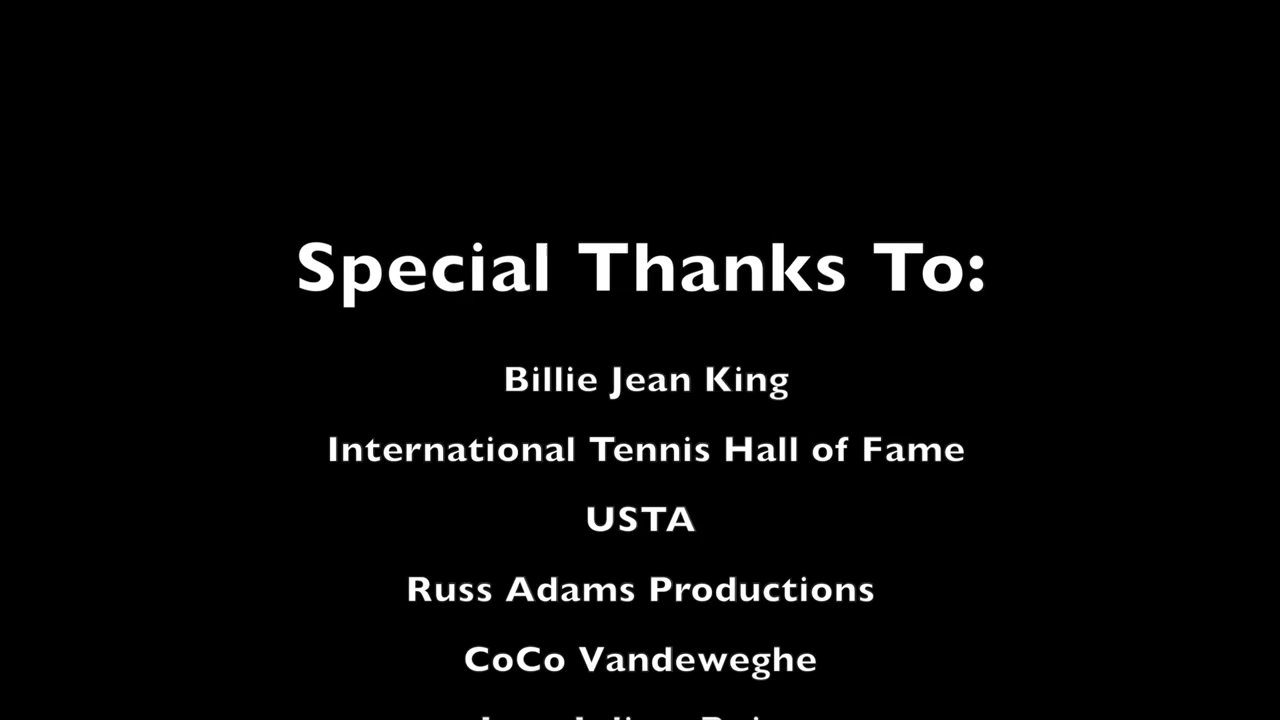 Special Thanks To:
Billie Jean King
International Tennis Hall of Fame
USTA
Russ Adams Productions
CoCo Vandeweghe